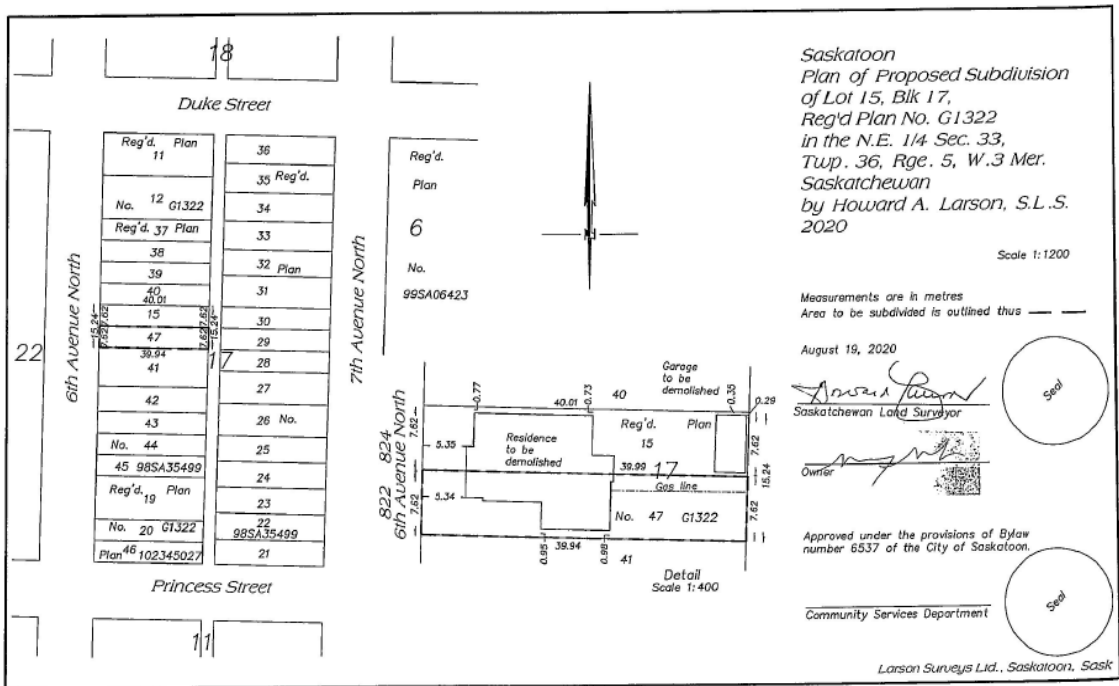 18
Duke Street
Reg'd. Plan
11
No. 12 G1322
Reg'd. 37 Plan
38
39
40
40.01
15
47
39.94
41
42
43
No. 44
45 98SA35499
Reg'd. 19 Plan
No. 20 G1322
Plan 46 102345027
15.24
7.62
7.62
7.62
7.62
15.24
36
35 Reg'd.
34
33
32 Plan
31
30
29
28
27
26 No.
25
24
23
22
98SA35499
21
17
22
6th Avenue North
7th Avenue North
Princess Street
11
Reg'd.
Plan
6
No.
99SA06423
N
Saskatoon
Plan of Proposed Subdivision
of Lot 15, Blk 17,
Reg'd Plan No. G1322
in the N.E. 1/4 Sec. 33,
Twp. 36, Rge. 5, W.3 Mer.
Saskatchewan
by Howard A. Larson, S.L.S.
2020
Scale 1:1200
Measurements are in metres
Area to be subdivided is outlined thus
August 19, 2020
Saskatchewan Land Surveyor
Seal
Owner
Approved under the provisions of Bylaw
number 6537 of the City of Saskatoon.
Community Services Department
Seal
Larson Surveys Ltd., Saskatoon, Sask
Garage
to be
demolished
0.77
40.01
0.73
40
0.35
0.29
Reg'd. Plan
15
Residence
to be
demolished
5.35
39.99
17
Gas line
5.34
No. 47 G1322
0.95
39.94
0.98
41
7.62
7.62
7.62
15.24
7.62
822 824
6th Avenue North
Detail
Scale 1:400